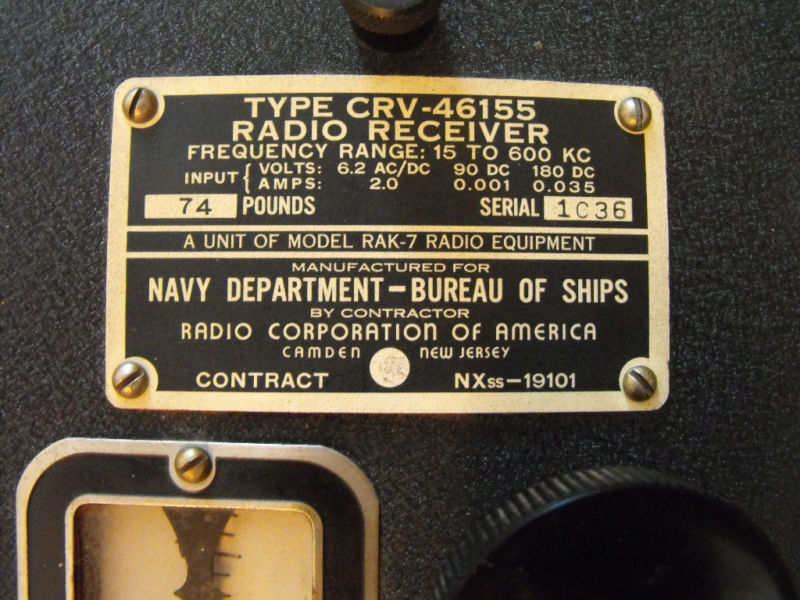 TYPE CRV-46155
RADIO RECEIVER
FREQUENCY RANGE: 15 TO 600 KC
INPUT { VOLTS: 6.2 AC/DC 90 DC 180 DC
AMPS: 2.0 0.001 0.035
74 POUNDS SERIAL 1036
A UNIT OF MODEL RAK-7 RADIO EQUIPMENT
MANUFACTURED FOR
NAVY DEPARTMENT—BUREAU OF SHIPS
BY CONTRACTOR
RADIO CORPORATION OF AMERICA
CAMDEN NEW JERSEY
CONTRACT NXss-19101